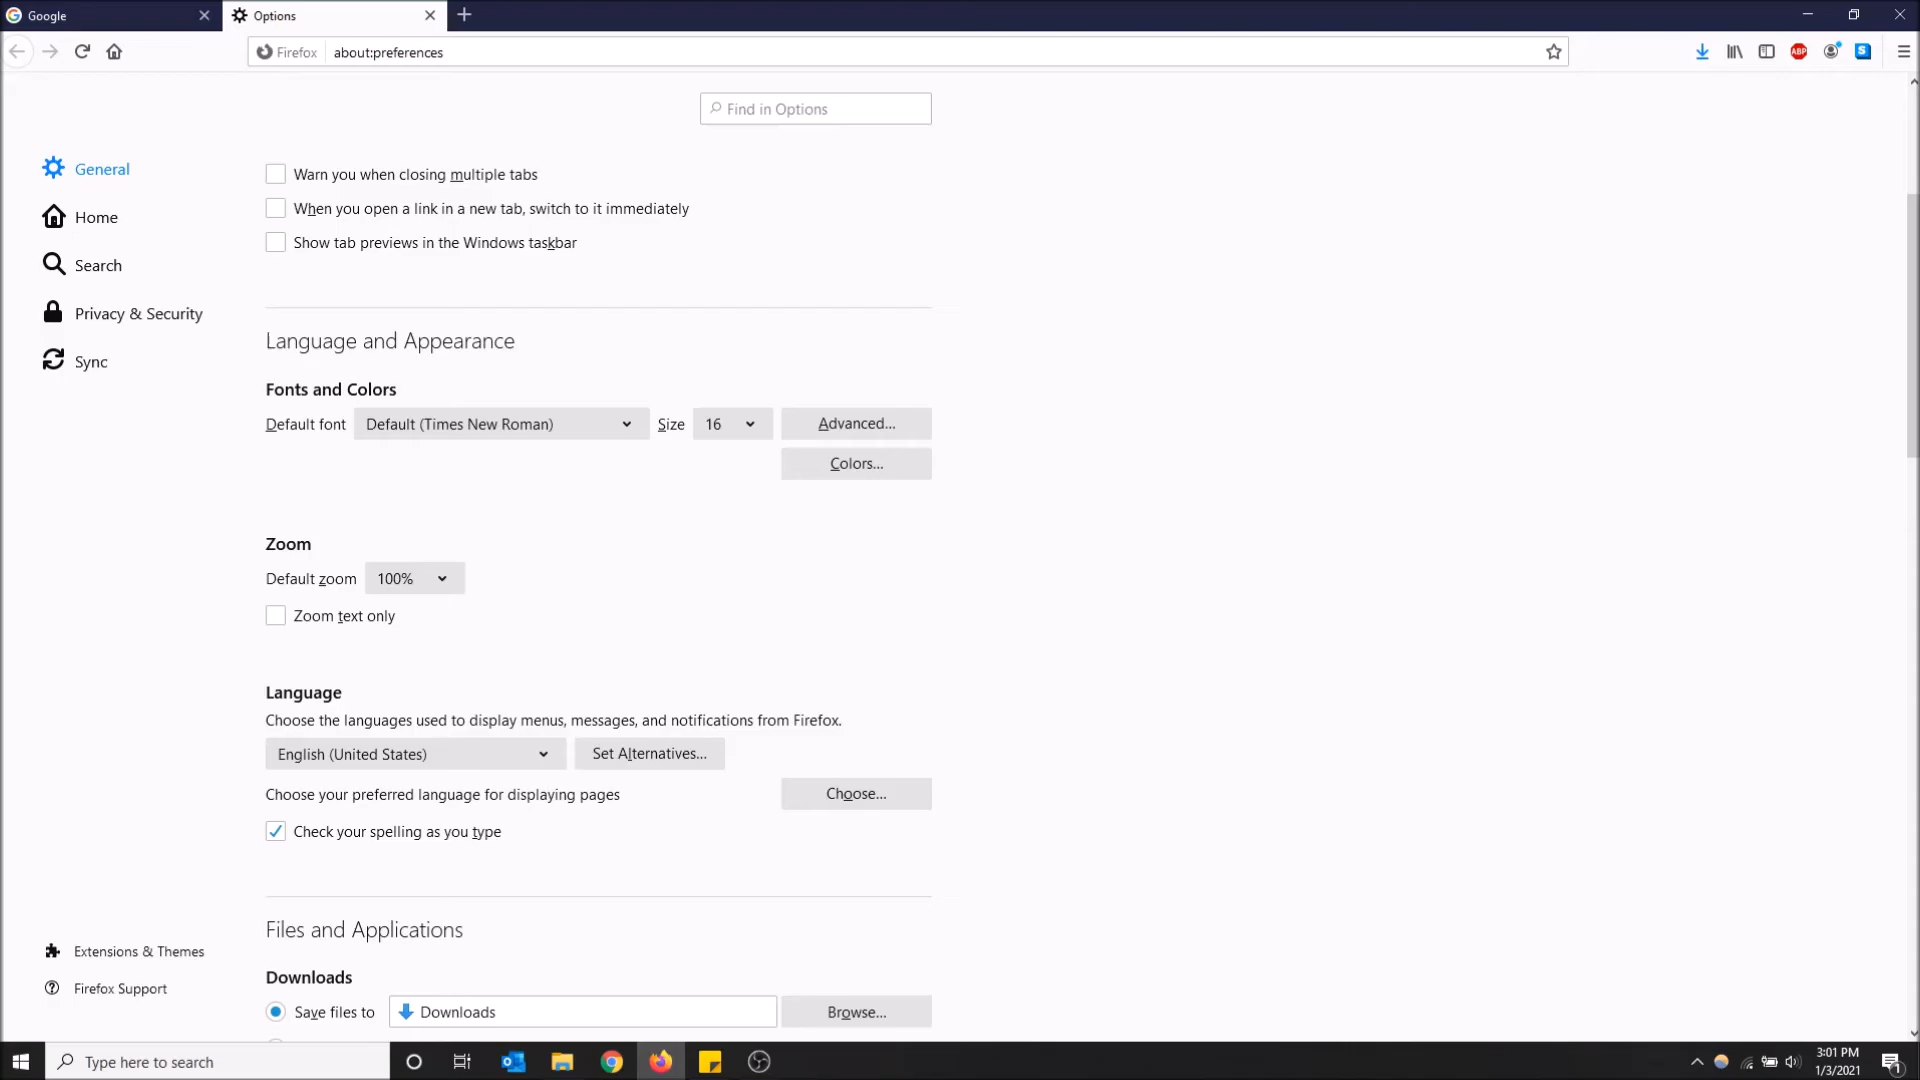 Google
Options
Firefox
about:preferences
ABP
S
Find in Options
General
Home
Search
Privacy & Security
Sync
Extensions & Themes
Firefox Support
Warn you when closing multiple tabs
When you open a link in a new tab, switch to it immediately
Show tab previews in the Windows taskbar
Language and Appearance
Fonts and Colors
Default font Default (Times New Roman) Size 16 Advanced...
Colors...
Zoom
Default zoom 100%
Zoom text only
Language
Choose the languages used to display menus, messages, and notifications from Firefox.
English (United States) Set Alternatives...
Choose your preferred language for displaying pages Choose...
Check your spelling as you type
Files and Applications
Downloads
Save files to Downloads Browse...
Type here to search
3:01 PM
1/3/2021
1